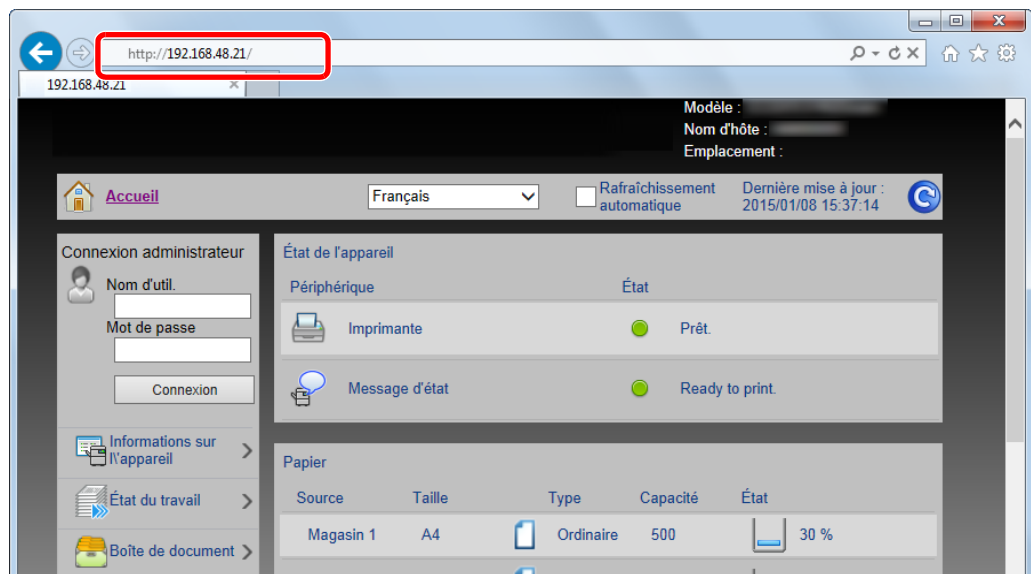 http://192.168.48.21/
192.168.48.21
Modèle :
Nom d'hôte :
Emplacement :
Accueil
Français
Rafraîchissement
automatique
Dernière mise à jour :
2015/01/08 15:37:14
Connexion administrateur
Nom d'util.
Mot de passe
Connexion
Informations sur
l\'appareil
État du travail
Boîte de document
État de l'appareil
Périphérique État
Imprimante Prêt.
Message d'état Ready to print.
Papier
Source Taille Type Capacité État
Magasin 1 A4 Ordinaire 500 30 %